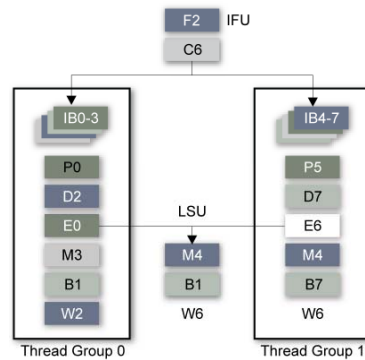 F2 IFU
C6
IB0-3 IB4-7
P0 P5
D2 D7
LSU
E0 E6
M3 M4 M4
B1 B1 B7
W2 W6 W6
Thread Group 0 Thread Group 1